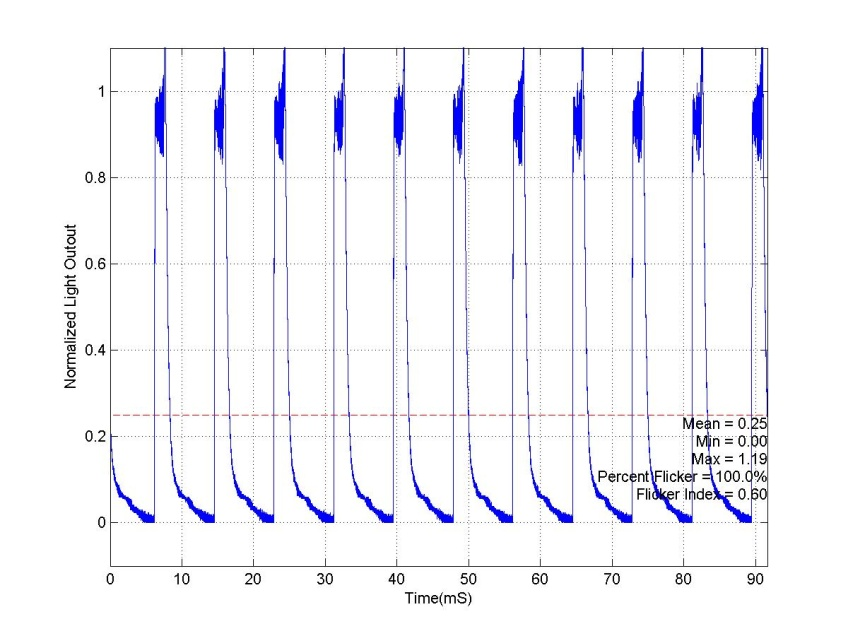 1
0.8
0.6
0.4
0.2
0
Normalized Light Outout
Mean = 0.25
Min = 0.00
Max = 1.19
Percent Flicker = 100.0%
Flicker Index = 0.60
0 10 20 30 40 50 60 70 80 90
Time(mS)